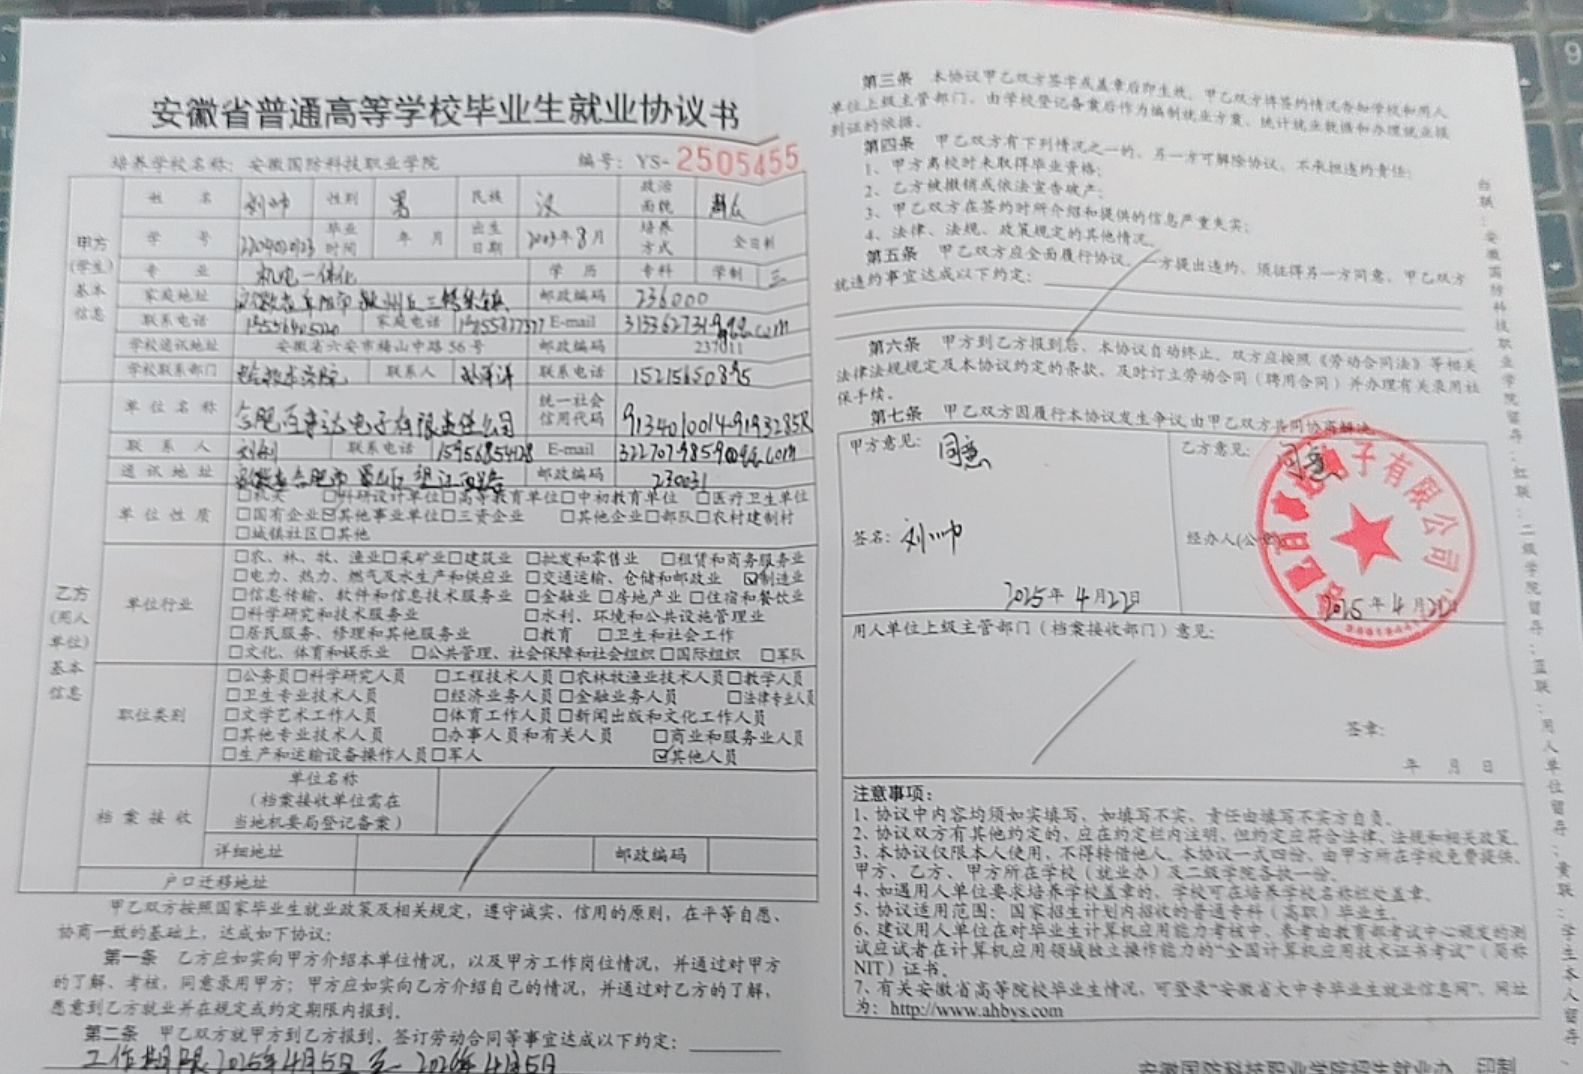 安徽省普通高等学校毕业生就业协议书
培养学校名称：安徽国防科技职业学院 编号：YS-2505455
甲方（学生）基本信息
姓名 刘帅 性别 男 民族 汉 政治面貌 群众
学号 毕业时间 年 月 出生日期 2003年8月 培养方式 全日制
专业 机电一体化 学历 专科 学制 三
家庭地址 安徽省阜阳市颍州区三塔集镇 邮政编码 236000
联系电话 家庭电话 E-mail
学校通讯地址 安徽省六安市梅山中路56号 邮政编码 237011
学校联系部门 联系人 孙洋洋 联系电话 15215650895
乙方（用人单位）基本信息
单位名称 电子有限责任公司 统一社会信用代码
联系人 联系电话 15956854128 E-mail
通讯地址 安徽省合肥市蜀山区望江西路 邮政编码 230031
单位性质 □机关 □科研设计单位□高等教育单位□中初教育单位 □医疗卫生单位
□国有企业☑其他事业单位□三资企业 □其他企业□部队□农村建制村
□城镇社区□其他
单位行业 □农、林、牧、渔业□采矿业□建筑业 □批发和零售业 □租赁和商务服务业
□电力、热力、燃气及水生产和供应业 □交通运输、仓储和邮政业 ☑制造业
□信息传输、软件和信息技术服务业 □金融业□房地产业□住宿和餐饮业
□科学研究和技术服务业 □水利、环境和公共设施管理业
□居民服务、修理和其他服务业 □教育 □卫生和社会工作
□文化、体育和娱乐业 □公共管理、社会保障和社会组织□国际组织 □军队
职位类别 □公务员□科学研究人员 □工程技术人员□农林牧渔业技术人员□教学人员
□卫生专业技术人员 □经济业务人员□金融业务人员 □法律专业人员
□文学艺术工作人员 □体育工作人员□新闻出版和文化工作人员
□其他专业技术人员 □办事人员和有关人员 □商业和服务业人员
□生产和运输设备操作人员□军人 ☑其他人员
档案接收 单位名称
（档案接收单位需在
当地机要局登记备案）
详细地址 邮政编码
户口迁移地址
甲乙双方按照国家毕业生就业政策及相关规定，遵守诚实、信用的原则，在平等自愿、
协商一致的基础上，达成如下协议：
第一条 乙方应如实向甲方介绍本单位情况，以及甲方工作岗位情况，并通过对甲方
的了解、考核，同意录用甲方；甲方应如实向乙方介绍自己的情况，并通过对乙方的了解，
愿意到乙方就业并在规定或约定期限内报到。
第二条 甲乙双方就甲方到乙方报到、签订劳动合同等事宜达成以下约定：
工作期限2025年4月5日至2026年4月5日
第三条 本协议甲乙双方签字或盖章后即生效，甲乙双方将签约情况告知学校和用人
单位上级主管部门，由学校登记备案后作为编制就业方案、统计就业数据和办理就业报
到证的依据。
第四条 甲乙双方有下列情况之一的，另一方可解除协议，不承担违约责任：
1、甲方离校时未取得毕业资格；
2、乙方被撤销或依法宣告破产；
3、甲乙双方在签约时所介绍和提供的信息严重失实；
4、法律、法规、政策规定的其他情况。
第五条 甲乙双方应全面履行协议，一方提出违约，须征得另一方同意，甲乙双方
就违约事宜达成以下约定：
第六条 甲方到乙方报到后，本协议自动终止，双方应按照《劳动合同法》等相关
法律法规规定及本协议约定的条款，及时订立劳动合同（聘用合同）并办理有关录用社
保手续。
第七条 甲乙双方因履行本协议发生争议，由甲乙双方共同协商解决。
甲方意见： 同意 乙方意见： 同意
签名： 刘帅 经办人(公章)：
2025年4月22日 2025年4月22日
电子有限公司
用人单位上级主管部门（档案接收部门）意见：
签章：
年 月 日
注意事项：
1、协议中内容均须如实填写，如填写不实，责任由填写不实方自负。
2、协议双方有其他约定的，应在约定栏内注明，但约定应符合法律、法规和相关政策。
3、本协议仅限本人使用，不得转借他人。本协议一式四份，由甲方所在学校免费提供，
甲方、乙方、甲方所在学校（就业办）及二级学院各执一份。
4、如遇用人单位要求培养学校盖章的，学校可在培养学校名称栏处盖章。
5、协议适用范围：国家招生计划内招收的普通专科（高职）毕业生。
6、建议用人单位在对毕业生计算机应用能力考核中，参考由教育部考试中心颁发的测
试应试者在计算机应用领域独立操作能力的“全国计算机应用技术证书考试”（简称
NIT）证书。
7、有关安徽省高等院校毕业生情况，可登录“安徽省大中专毕业生就业信息网”，网址
为：http://www.ahbys.com
安徽国防科技职业学院招生就业办 印制
白联：安徽国防科技职业学院留存；红联：二级学院留存；蓝联：用人单位留存；黄联：学生本人留存。